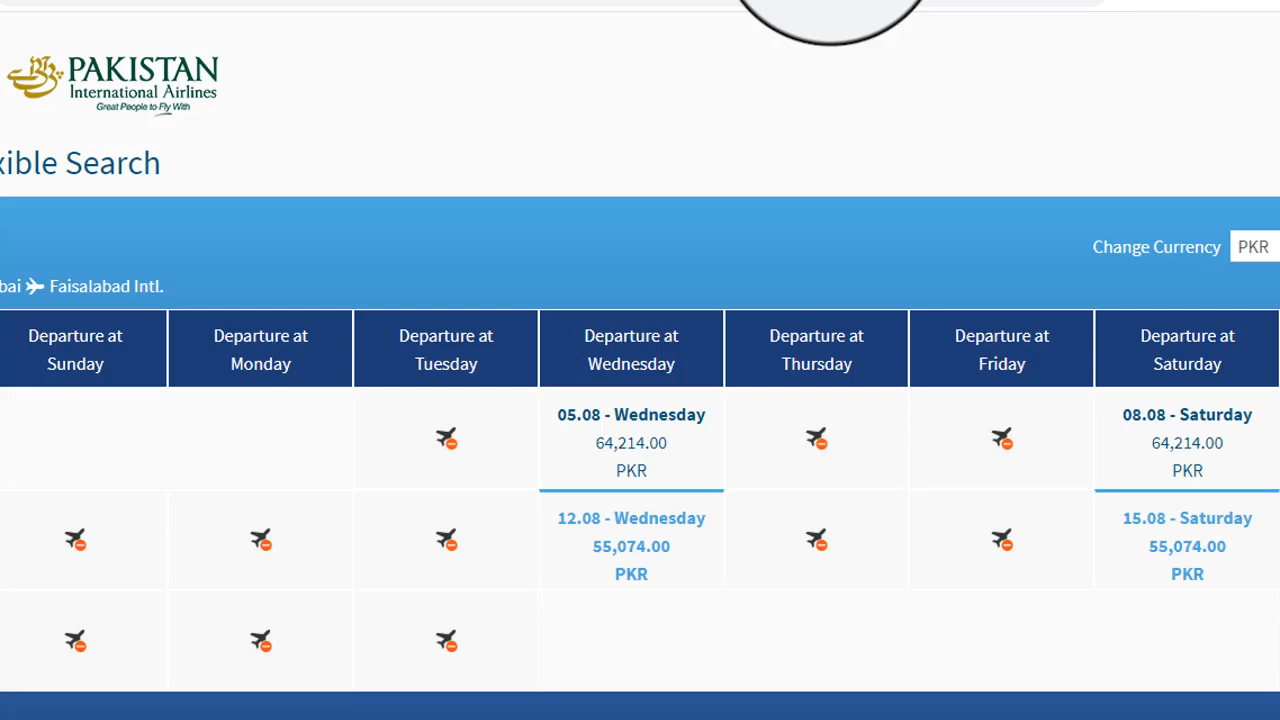 PAKISTAN
International Airlines
Great People to Fly With
xible Search
Change Currency PKR
bai Faisalabad Intl.
Departure at Sunday
Departure at Monday
Departure at Tuesday
Departure at Wednesday
Departure at Thursday
Departure at Friday
Departure at Saturday
05.08 - Wednesday
64,214.00
PKR
08.08 - Saturday
64,214.00
PKR
12.08 - Wednesday
55,074.00
PKR
15.08 - Saturday
55,074.00
PKR